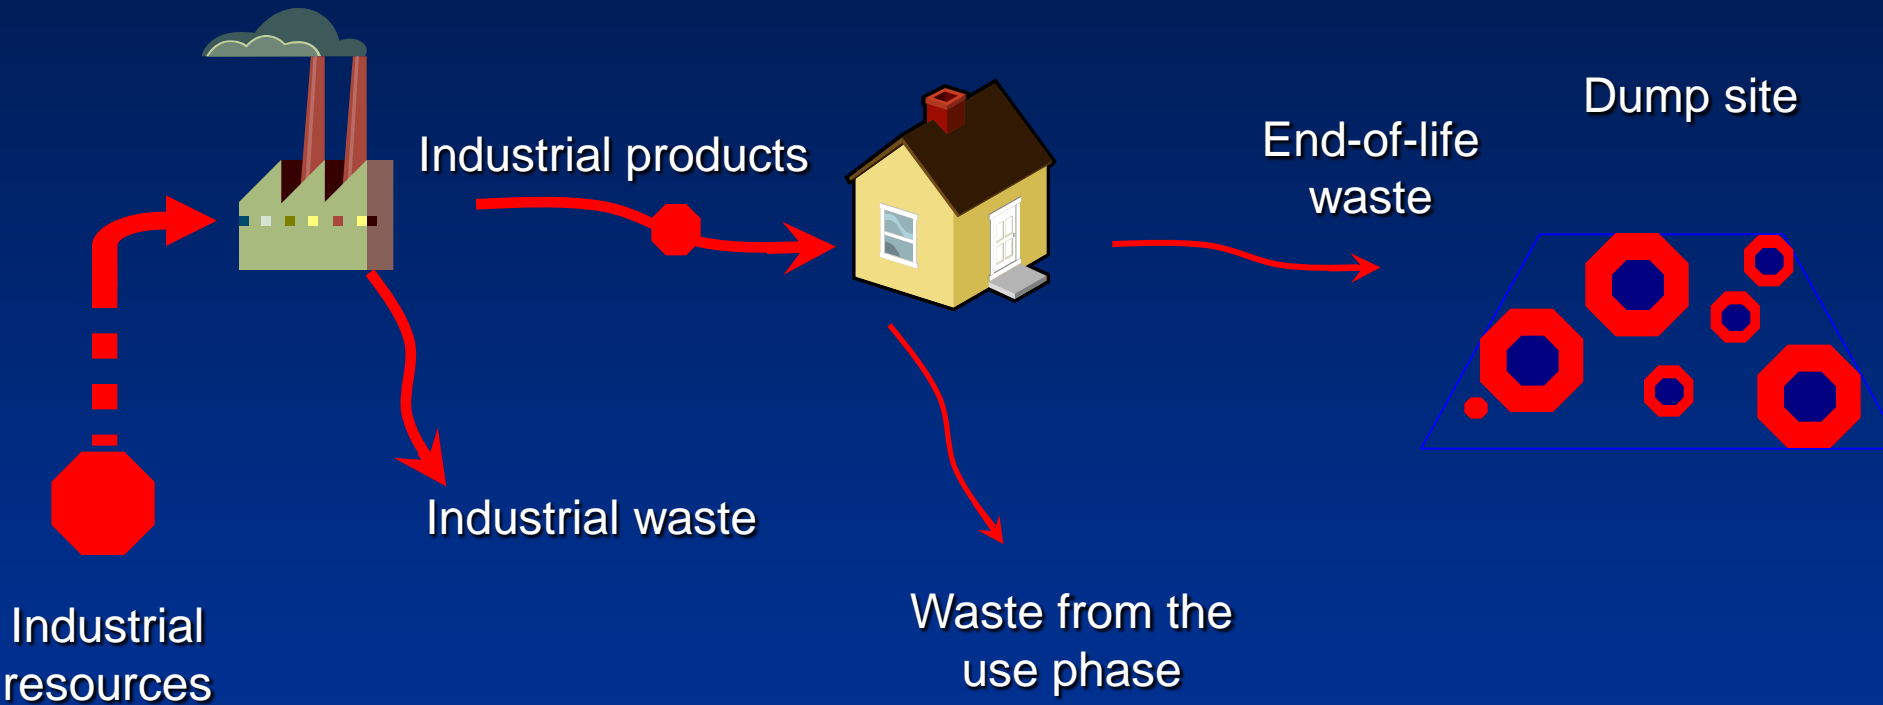 Dump site
End-of-life
waste
Industrial products
Industrial waste
Waste from the
use phase
Industrial
resources